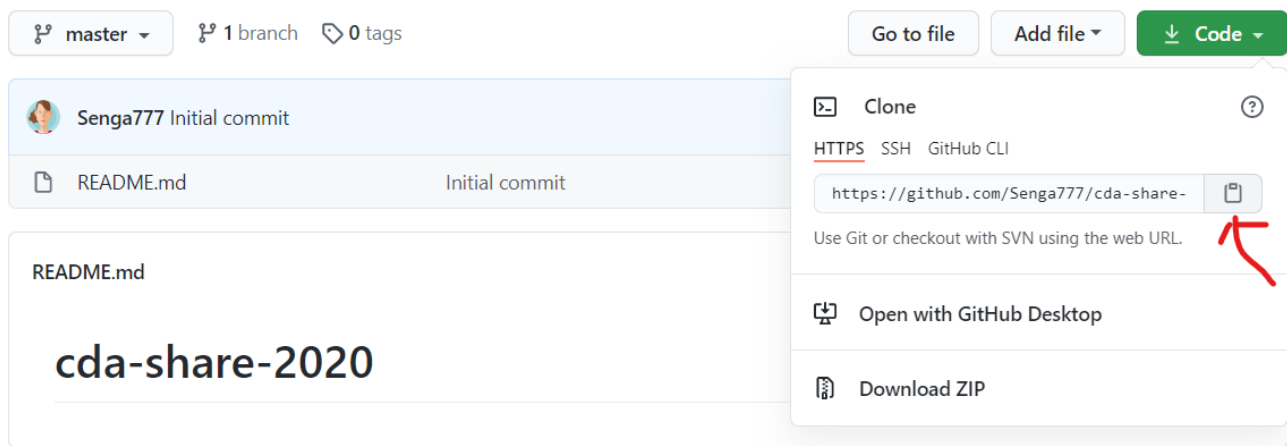 master
1 branch
0 tags
Go to file
Add file
Code
Senga777 Initial commit
README.md
Initial commit
README.md
cda-share-2020
Clone
HTTPS
SSH
GitHub CLI
https://github.com/Senga777/cda-share-
Use Git or checkout with SVN using the web URL.
Open with GitHub Desktop
Download ZIP